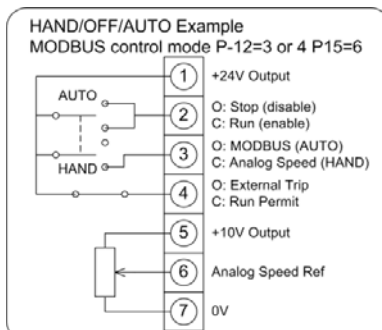 HAND/OFF/AUTO Example
MODBUS control mode P-12=3 or 4 P15=6
1 +24V Output
AUTO
2 O: Stop (disable)
C: Run (enable)
3 O: MODBUS (AUTO)
C: Analog Speed (HAND)
HAND
4 O: External Trip
C: Run Permit
5 +10V Output
6 Analog Speed Ref
7 0V